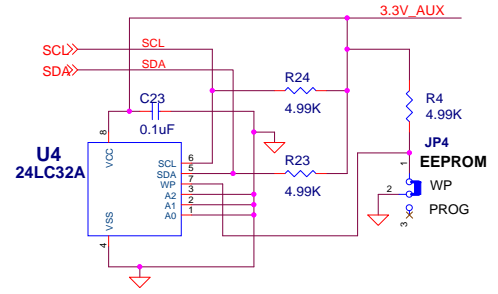 3.3V_AUX
SCL SCL
SDA SDA
R24
4.99K
C23
0.1uF
R4
4.99K
U4
24LC32A
8
VCC
SCL 6
SDA 5
WP 7
A2 3
A1 2
A0 1
VSS
4
R23
4.99K
JP4
EEPROM
1
WP
2
PROG
3